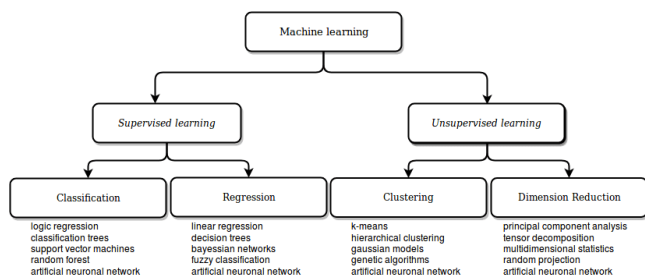 Machine learning
Supervised learning
Unsupervised learning
Classification
Regression
Clustering
Dimension Reduction
logic regression
classification trees
support vector machines
random forest
artificial neuronal network
linear regression
decision trees
bayessian networks
fuzzy classification
artificial neuronal network
k-means
hierarchical clustering
gaussian models
genetic algorithms
artificial neuronal network
principal component analysis
tensor decomposition
multidimensional statistics
random projection
artificial neuronal network